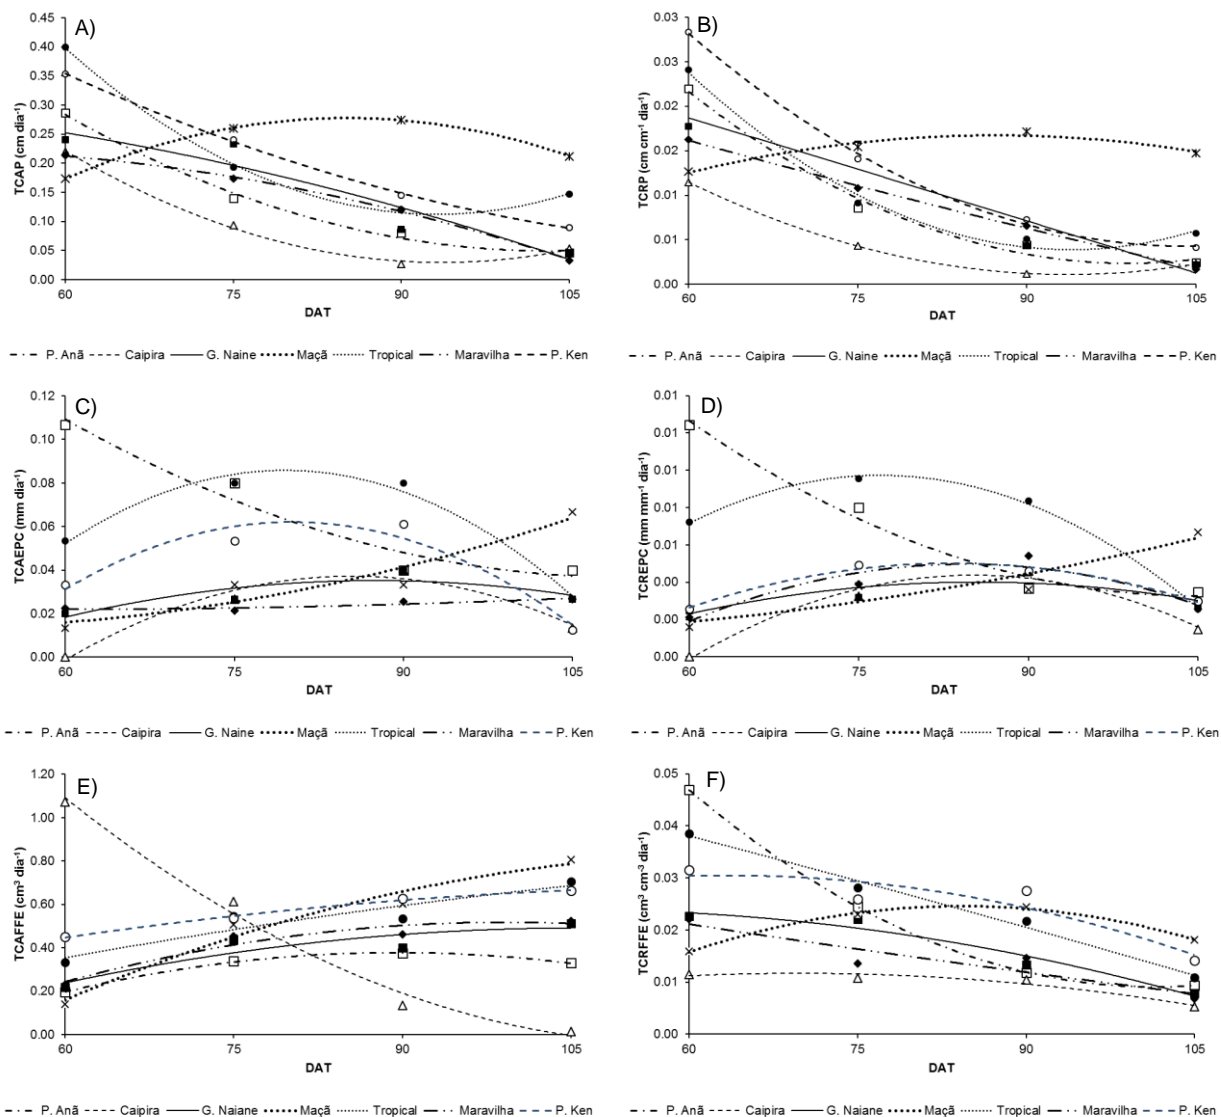 A)
0.45
0.40
0.35
0.30
0.25
0.20
0.15
0.10
0.05
0.00
TCAP (cm dia⁻¹)
60 75 90 105
DAT
P. Anã Caipira G. Naine Maçã Tropical Maravilha P. Ken
B)
0.03
0.03
0.02
0.02
0.01
0.01
0.00
TCRP (cm cm⁻¹ dia⁻¹)
60 75 90 105
DAT
P. Anã Caipira G. Naine Maçã Tropical Maravilha P. Ken
C)
0.12
0.10
0.08
0.06
0.04
0.02
0.00
TCAEPC (mm dia⁻¹)
60 75 90 105
DAT
P. Anã Caipira G. Naine Maçã Tropical Maravilha P. Ken
D)
0.01
0.01
0.01
0.01
0.01
0.00
0.00
0.00
TCREPC (mm mm⁻¹ dia⁻¹)
60 75 90 105
DAT
P. Anã Caipira G. Naine Maçã Tropical Maravilha P. Ken
E)
1.20
1.00
0.80
0.60
0.40
0.20
0.00
TCAFFE (cm³ dia⁻¹)
60 75 90 105
DAT
P. Anã Caipira G. Naiane Maçã Tropical Maravilha P. Ken
F)
0.05
0.04
0.03
0.02
0.01
0.00
TCRFFE (cm³ cm⁻³ dia⁻¹)
60 75 90 105
DAT
P. Anã Caipira G. Naiane Maçã Tropical Maravilha P. Ken